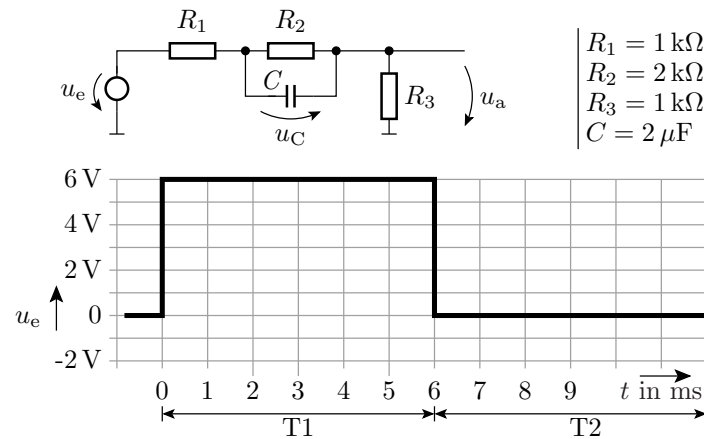 R1 R2
R1 = 1 kΩ
R2 = 2 kΩ
R3 = 1 kΩ
C = 2 μF
ue C R3 ua
uC
6 V
4 V
2 V
ue 0
-2 V
0 1 2 3 4 5 6 7 8 9 t in ms
T1 T2